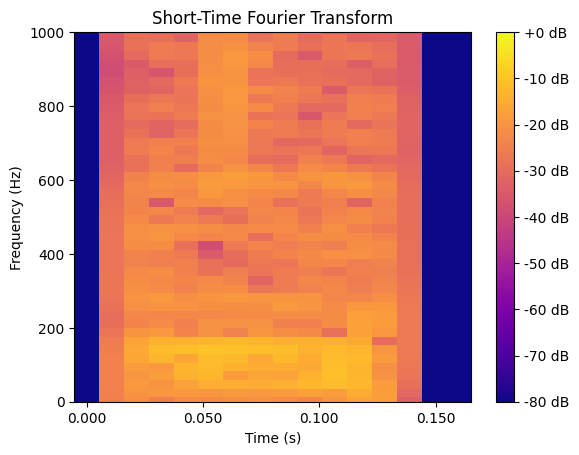 Short-Time Fourier Transform
1000
800
600
400
200
0
Frequency (Hz)
0.000
0.050
0.100
0.150
Time (s)
+0 dB
-10 dB
-20 dB
-30 dB
-40 dB
-50 dB
-60 dB
-70 dB
-80 dB